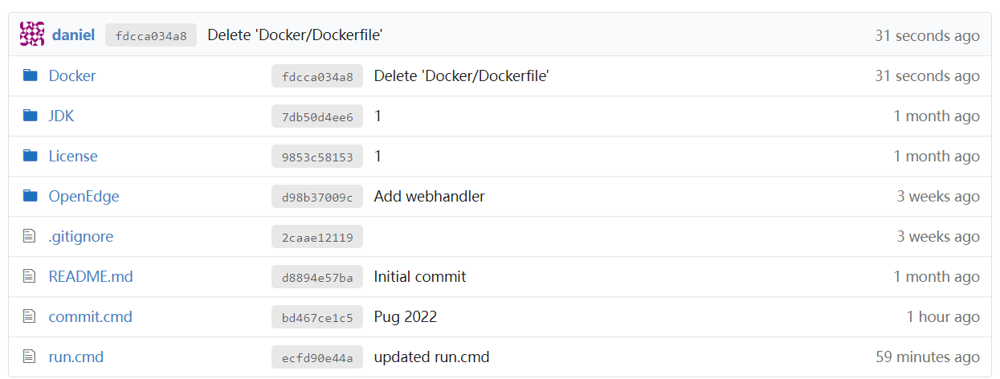 daniel fdcca034a8 Delete 'Docker/Dockerfile' 31 seconds ago
Docker fdcca034a8 Delete 'Docker/Dockerfile' 31 seconds ago
JDK 7db50d4ee6 1 1 month ago
License 9853c58153 1 1 month ago
OpenEdge d98b37009c Add webhandler 3 weeks ago
.gitignore 2caae12119 3 weeks ago
README.md d8894e57ba Initial commit 1 month ago
commit.cmd bd467ce1c5 Pug 2022 1 hour ago
run.cmd ecfd90e44a updated run.cmd 59 minutes ago